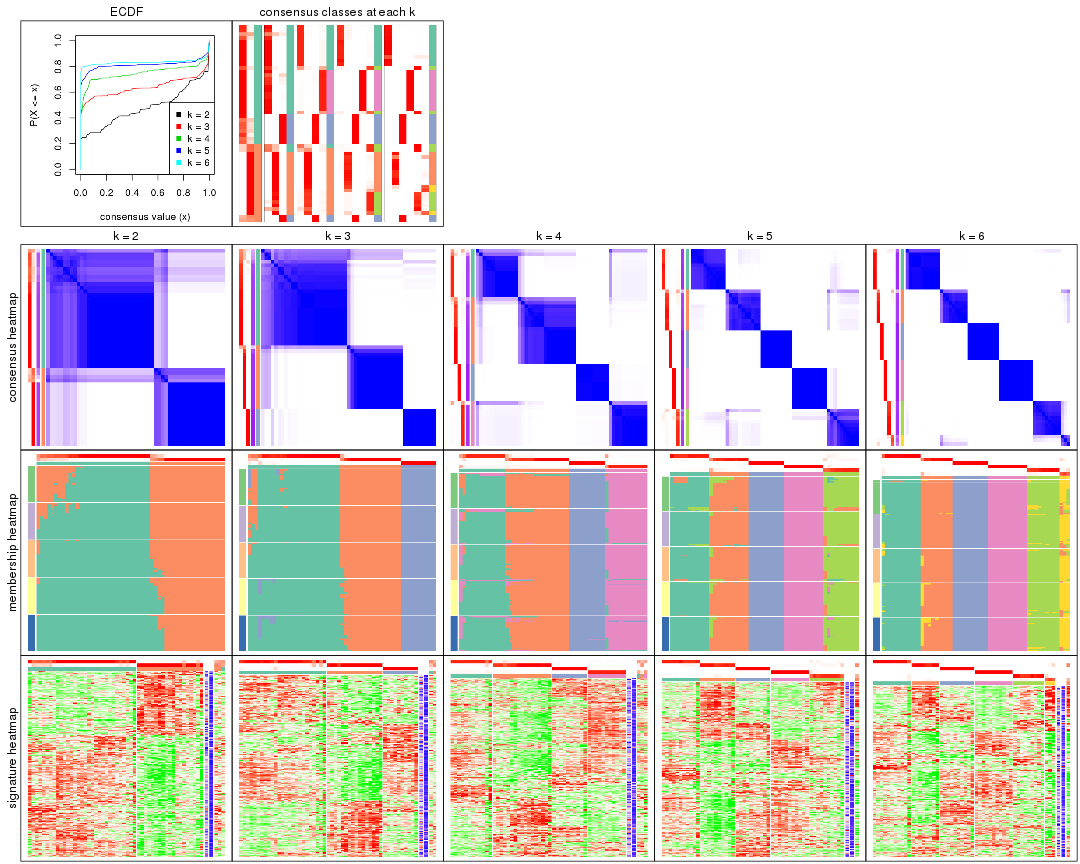 ECDF
consensus classes at each k
P(X <= x)
0.0 0.2 0.4 0.6 0.8 1.0
k = 2
k = 3
k = 4
k = 5
k = 6
0.0 0.2 0.4 0.6 0.8 1.0
consensus value (x)
k = 2
k = 3
k = 4
k = 5
k = 6
consensus heatmap
membership heatmap
signature heatmap